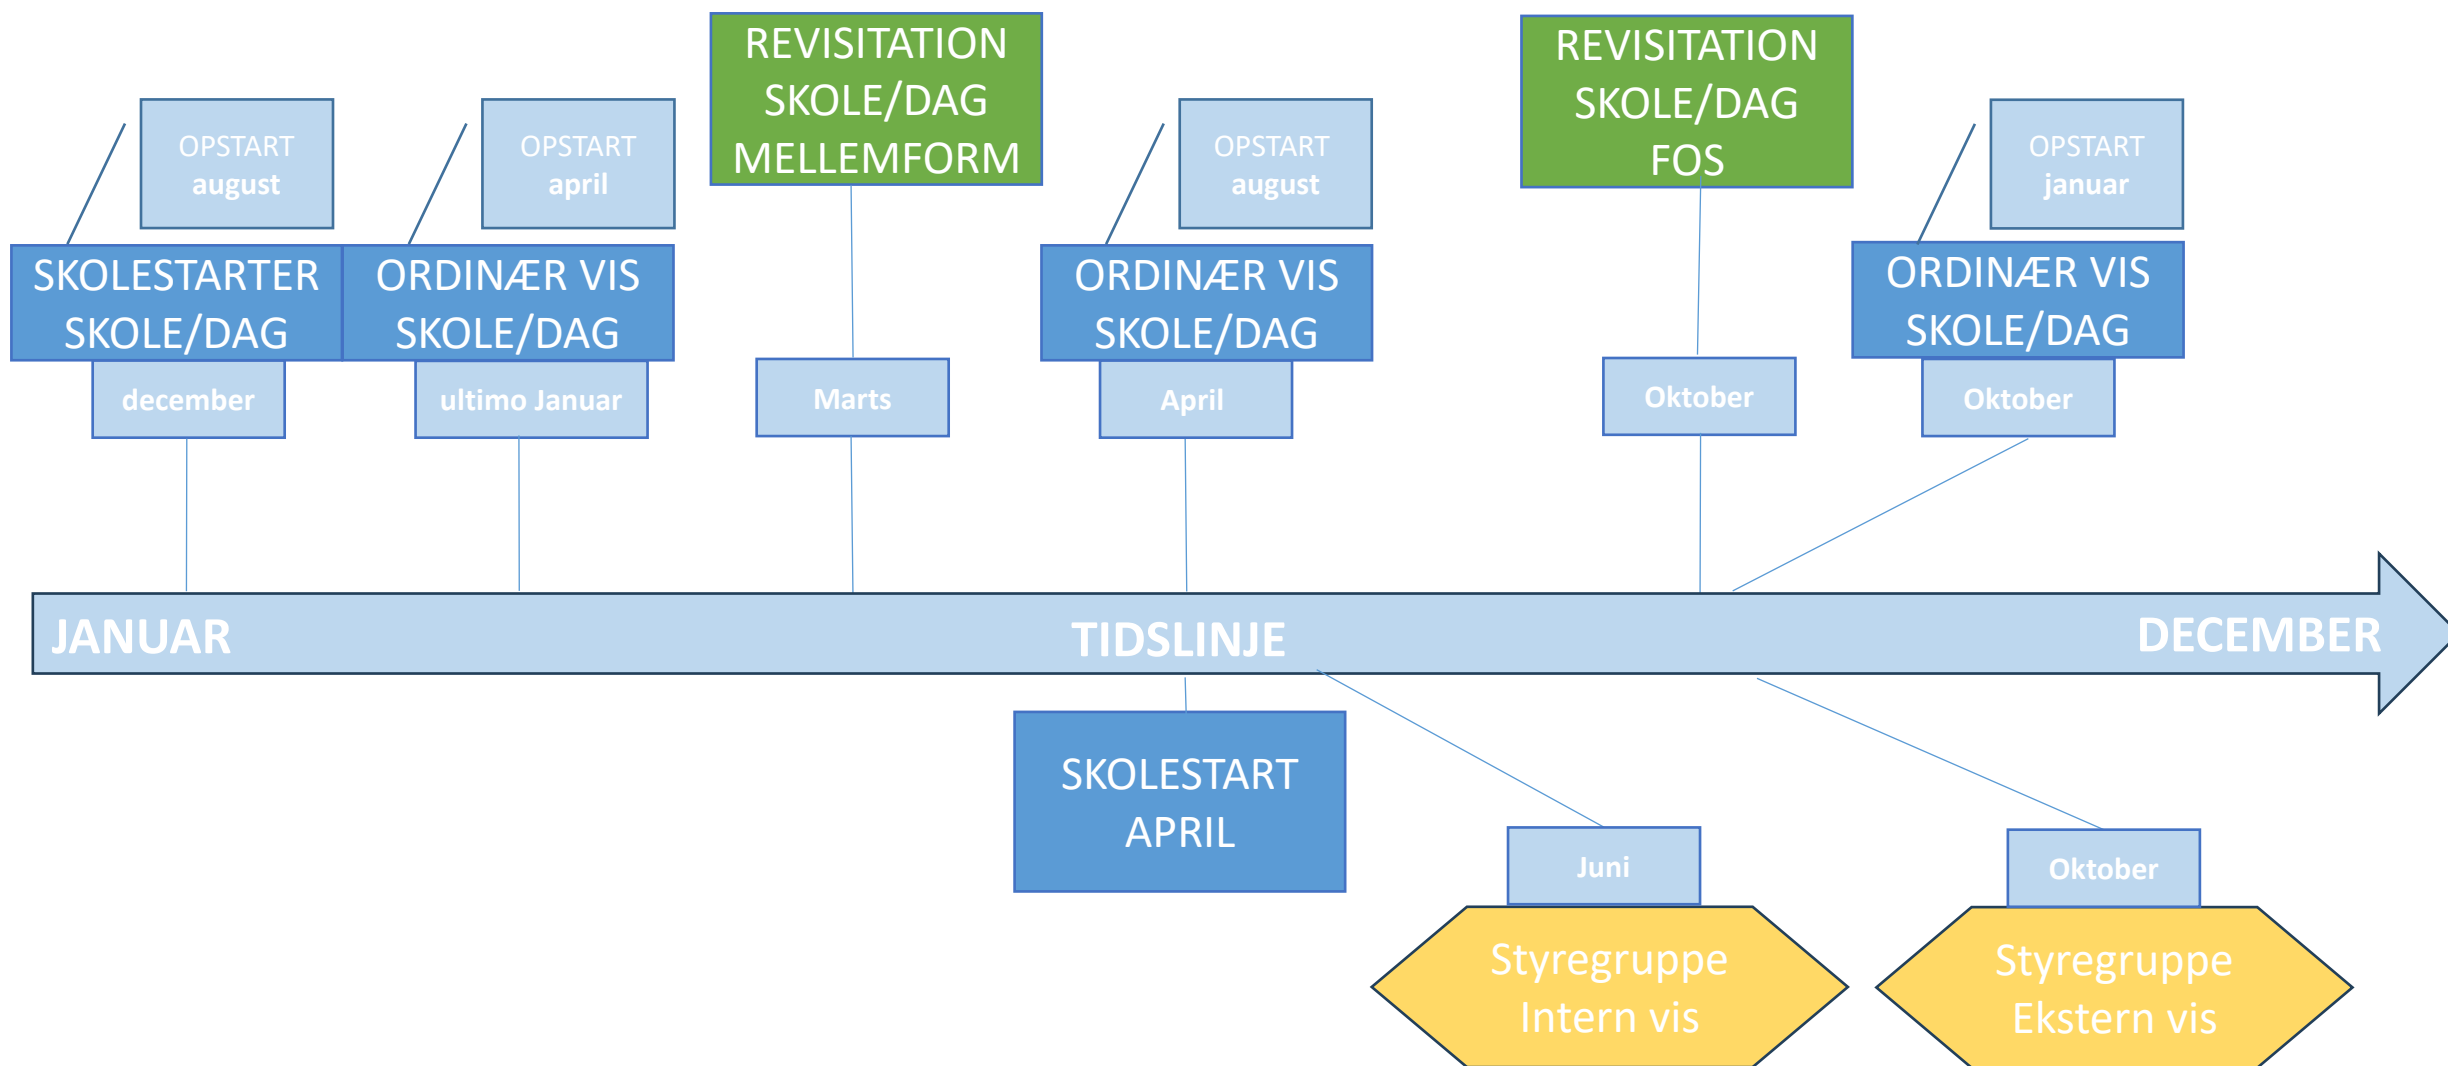 REVISITATION
SKOLE/DAG
MELLEMFORM
REVISITATION
SKOLE/DAG
FOS
OPSTART
august
OPSTART
april
OPSTART
august
OPSTART
januar
SKOLESTARTER
SKOLE/DAG
ORDINÆR VIS
SKOLE/DAG
ORDINÆR VIS
SKOLE/DAG
ORDINÆR VIS
SKOLE/DAG
december
ultimo Januar
Marts
April
Oktober
Oktober
JANUAR
TIDSLINJE
DECEMBER
SKOLESTART
APRIL
Juni
Styregruppe
Intern vis
Oktober
Styregruppe
Ekstern vis